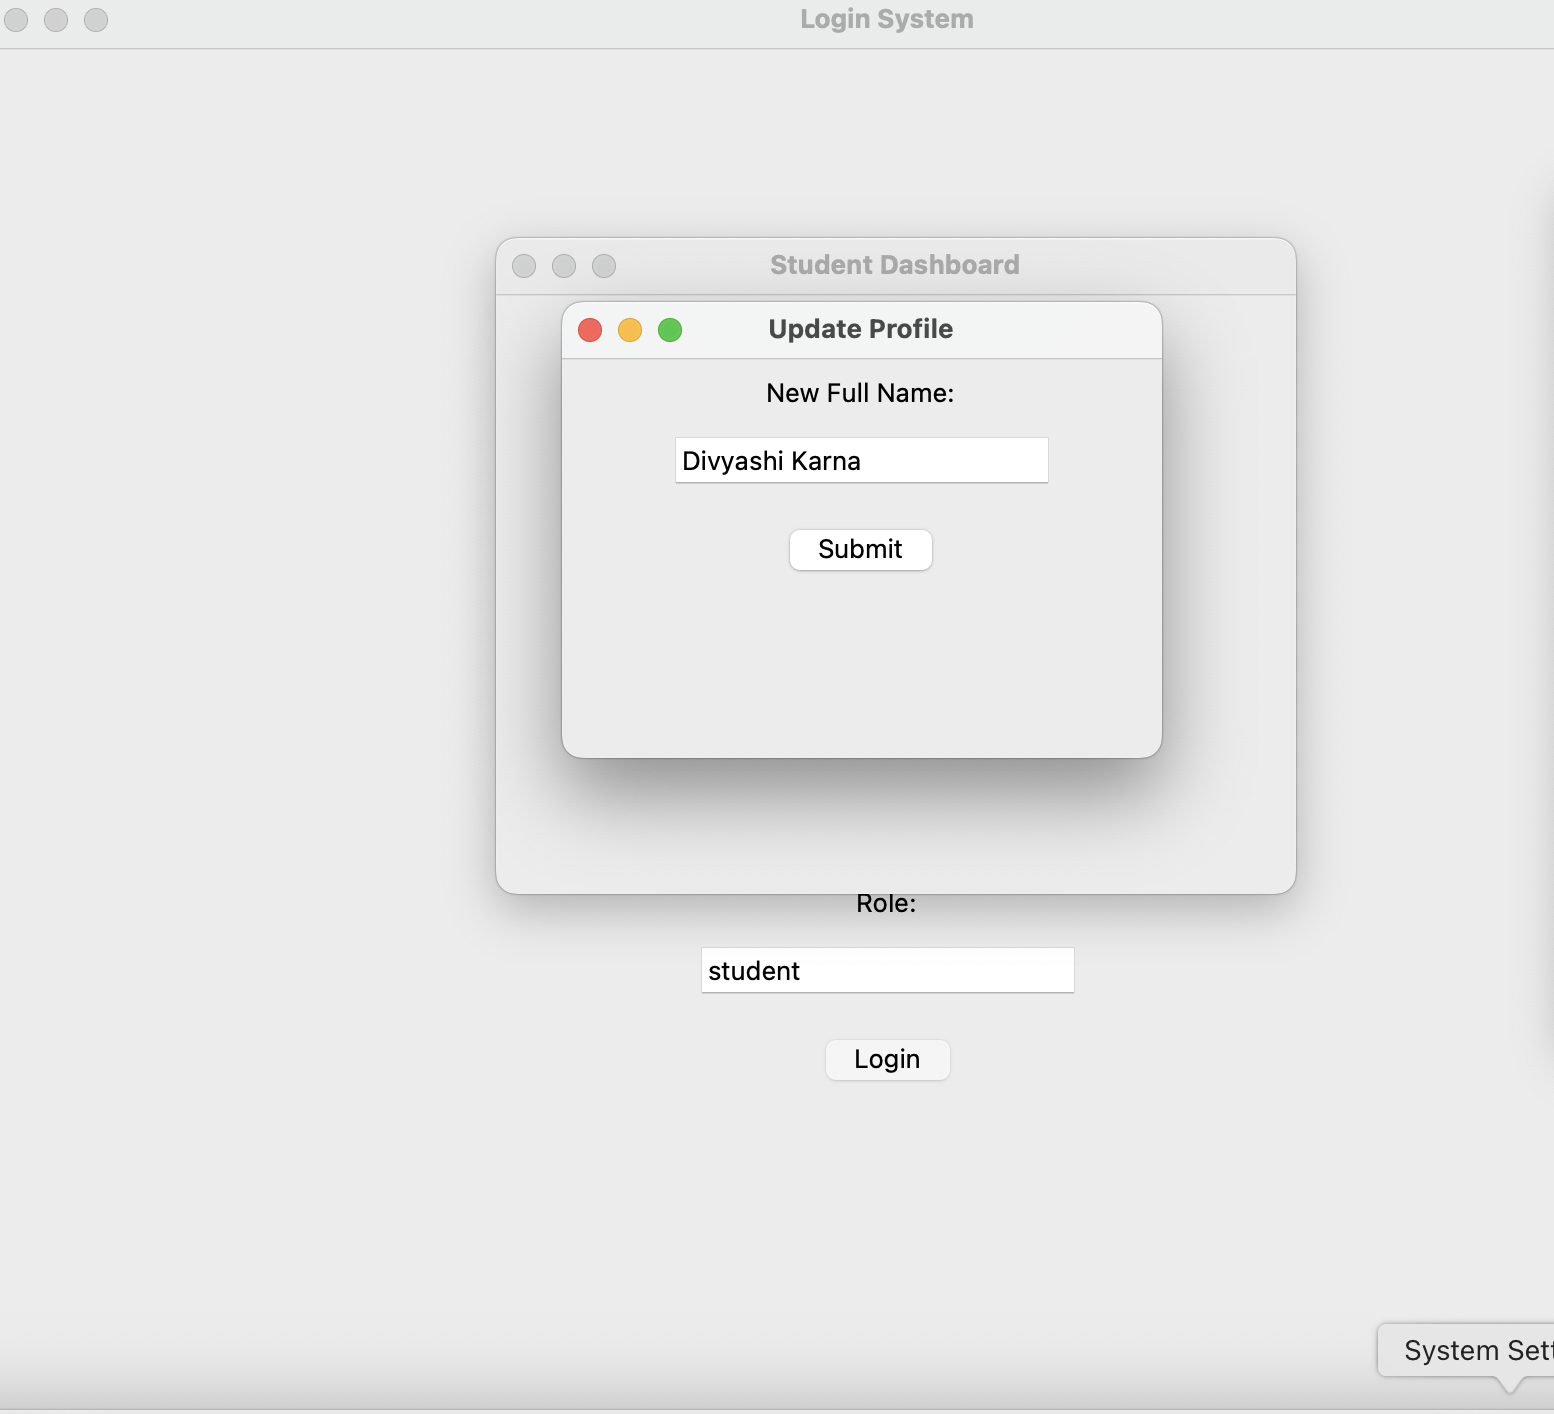 Login System
Student Dashboard
Update Profile
New Full Name:
Divyashi Karna
Submit
Role:
student
Login
System Sett